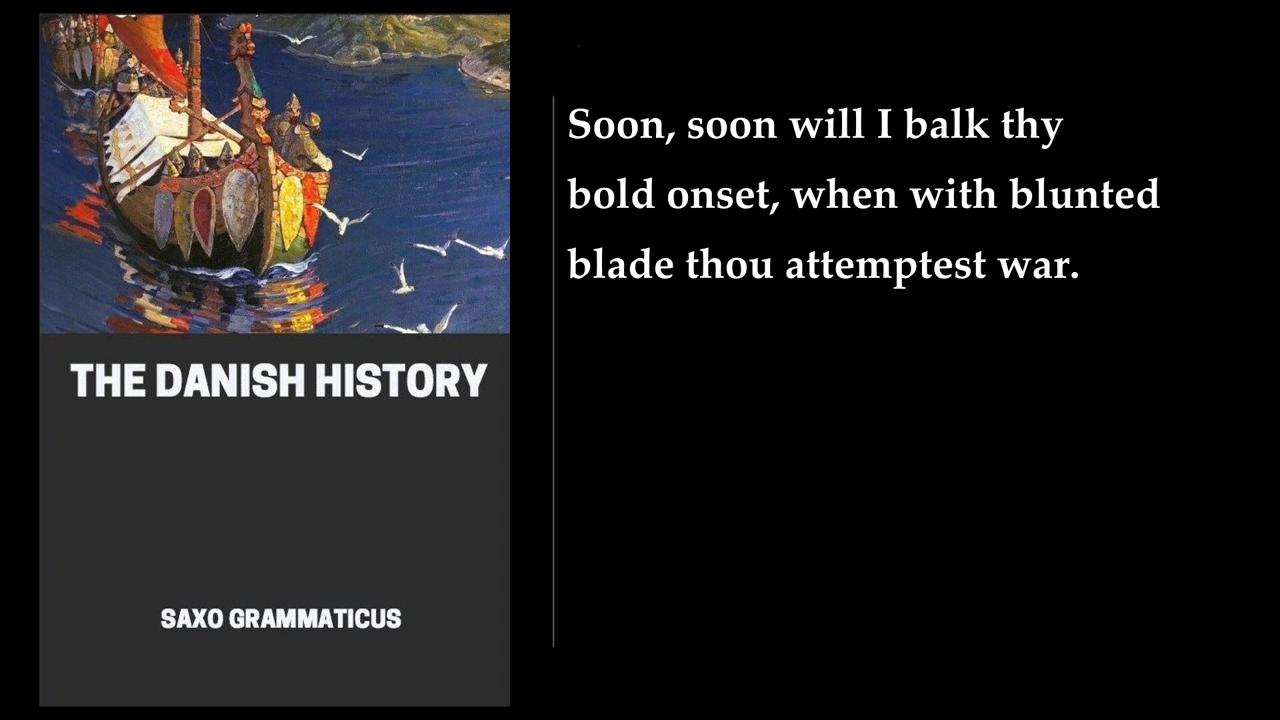 THE DANISH HISTORY
SAXO GRAMMATICUS
Soon, soon will I balk thy
bold onset, when with blunted
blade thou attemptest war.